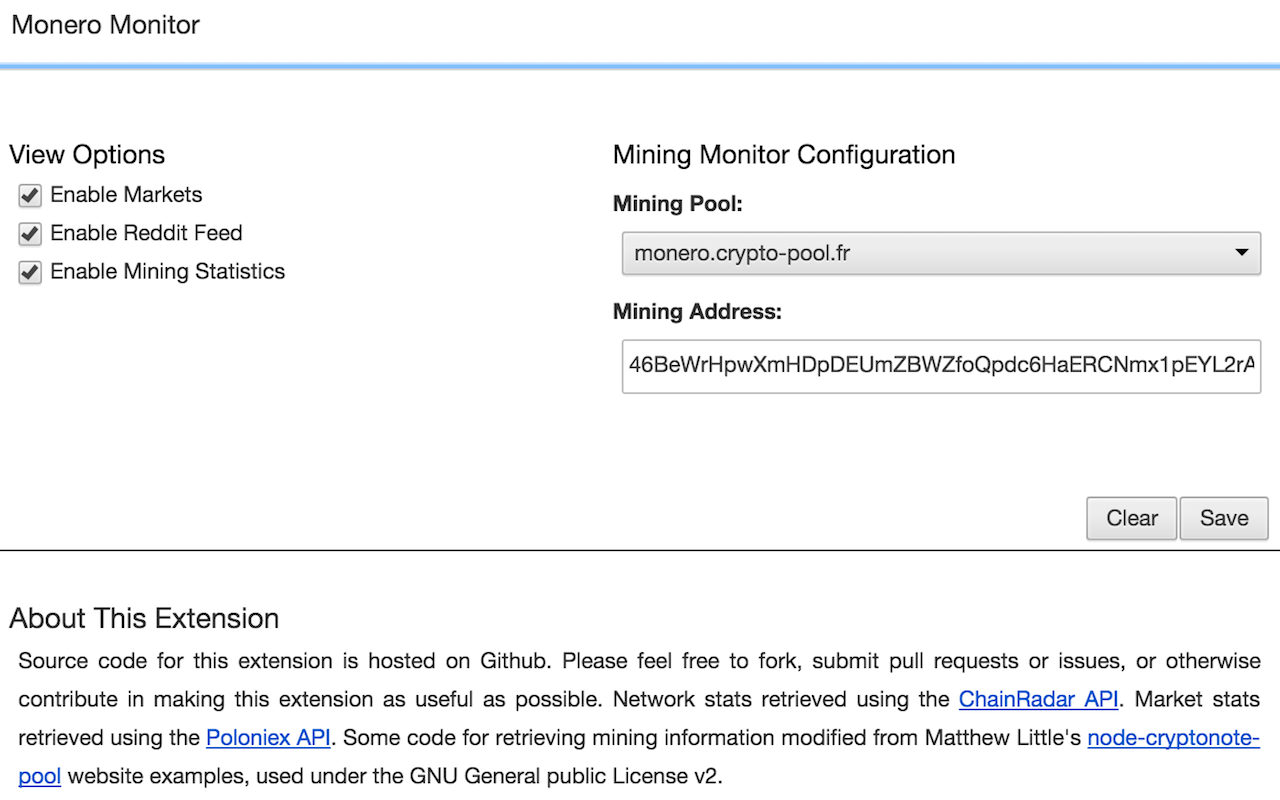 Monero Monitor
View Options
Enable Markets
Enable Reddit Feed
Enable Mining Statistics
Mining Monitor Configuration
Mining Pool:
monero.crypto-pool.fr
Mining Address:
46BeWrHpwXmHDpDEUmZBWZfoQpdc6HaERCNmx1pEYL2rA
Clear
Save
About This Extension
Source code for this extension is hosted on Github. Please feel free to fork, submit pull requests or issues, or otherwise
contribute in making this extension as useful as possible. Network stats retrieved using the ChainRadar API. Market stats
retrieved using the Poloniex API. Some code for retrieving mining information modified from Matthew Little's node-cryptonote-
pool website examples, used under the GNU General public License v2.